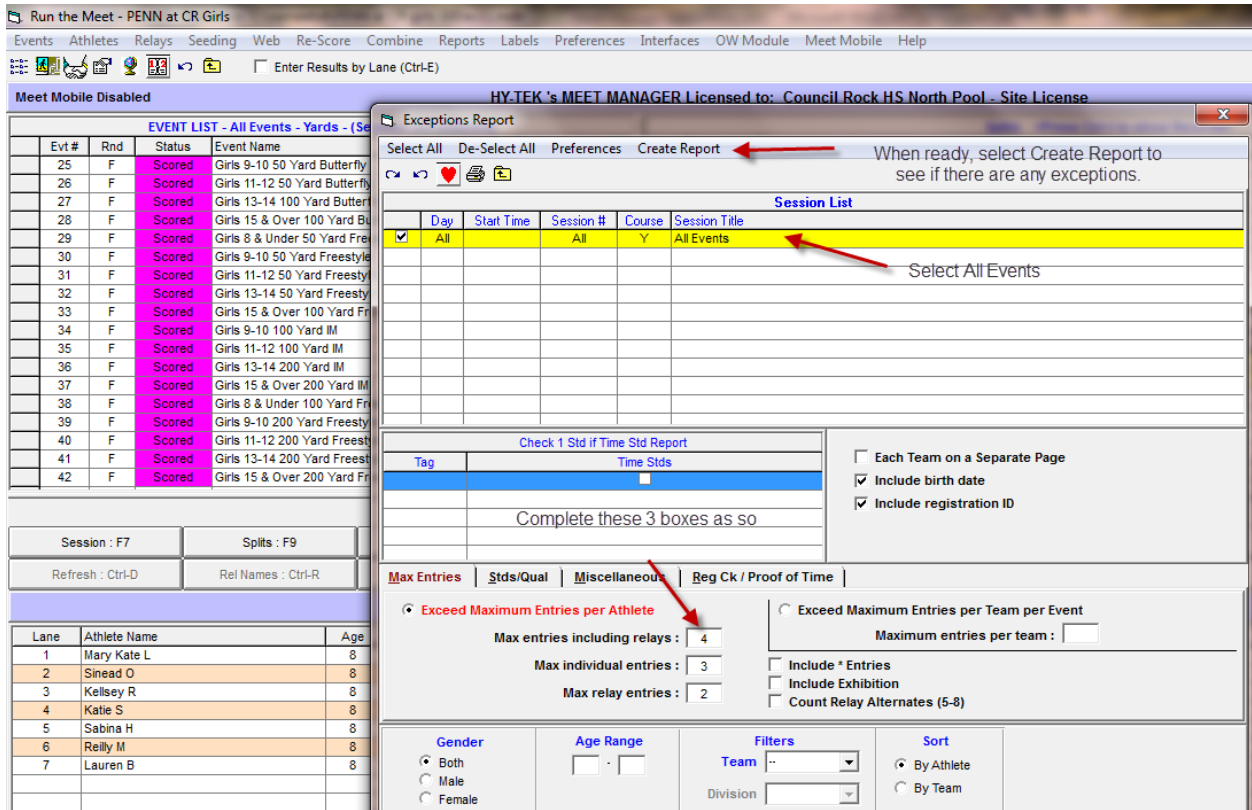 Run the Meet - PENN at CR Girls
Events Athletes Relays Seeding Web Re-Score Combine Reports Labels Preferences Interfaces OW Module Meet Mobile Help
Enter Results by Lane (Ctrl-E)
Meet Mobile Disabled HY-TEK 's MEET MANAGER Licensed to: Council Rock HS North Pool - Site License
EVENT LIST - All Events - Yards - (Se
Evt # Rnd Status Event Name
25 F Scored Girls 9-10 50 Yard Butterfly
26 F Scored Girls 11-12 50 Yard Butterfly
27 F Scored Girls 13-14 100 Yard Butterf
28 F Scored Girls 15 & Over 100 Yard Bu
29 F Scored Girls 8 & Under 50 Yard Free
30 F Scored Girls 9-10 50 Yard Freestyle
31 F Scored Girls 11-12 50 Yard Freestyl
32 F Scored Girls 13-14 50 Yard Freesty
33 F Scored Girls 15 & Over 100 Yard Fr
34 F Scored Girls 9-10 100 Yard IM
35 F Scored Girls 11-12 100 Yard IM
36 F Scored Girls 13-14 200 Yard IM
37 F Scored Girls 15 & Over 200 Yard IM
38 F Scored Girls 8 & Under 100 Yard Fr
39 F Scored Girls 9-10 200 Yard Freesty
40 F Scored Girls 11-12 200 Yard Freest
41 F Scored Girls 13-14 200 Yard Freest
42 F Scored Girls 15 & Over 200 Yard Fr
Session : F7 Splits : F9
Refresh : Ctrl-D Rel Names : Ctrl-R
Lane Athlete Name Age
1 Mary Kate L 8
2 Sinead O 8
3 Kellsey R 8
4 Katie S 8
5 Sabina H 8
6 Reilly M 8
7 Lauren B 8
Exceptions Report
Select All De-Select All Preferences Create Report
When ready, select Create Report to
see if there are any exceptions.
Session List
Day Start Time Session # Course Session Title
All All Y All Events
Select All Events
Check 1 Std if Time Std Report
Tag Time Stds
Complete these 3 boxes as so
Each Team on a Separate Page
Include birth date
Include registration ID
Max Entries Stds/Qual Miscellaneous Reg Ck / Proof of Time
Exceed Maximum Entries per Athlete
Max entries including relays : 4
Max individual entries : 3
Max relay entries : 2
Exceed Maximum Entries per Team per Event
Maximum entries per team :
Include * Entries
Include Exhibition
Count Relay Alternates (5-8)
Gender
Both
Male
Female
Age Range
-
Filters
Team --
Division
Sort
By Athlete
By Team